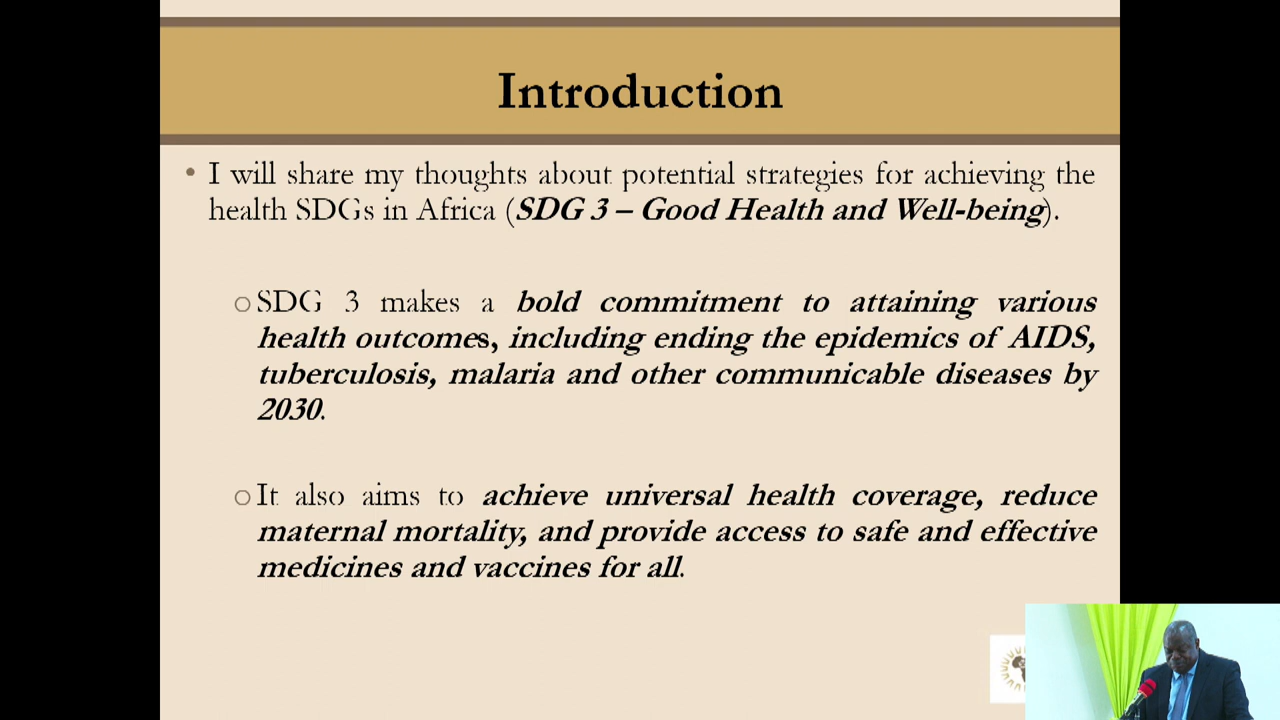 Introduction
• I will share my thoughts about potential strategies for achieving the
health SDGs in Africa (SDG 3 – Good Health and Well-being).
○ SDG 3 makes a bold commitment to attaining various
health outcomes, including ending the epidemics of AIDS,
tuberculosis, malaria and other communicable diseases by
2030.
○ It also aims to achieve universal health coverage, reduce
maternal mortality, and provide access to safe and effective
medicines and vaccines for all.